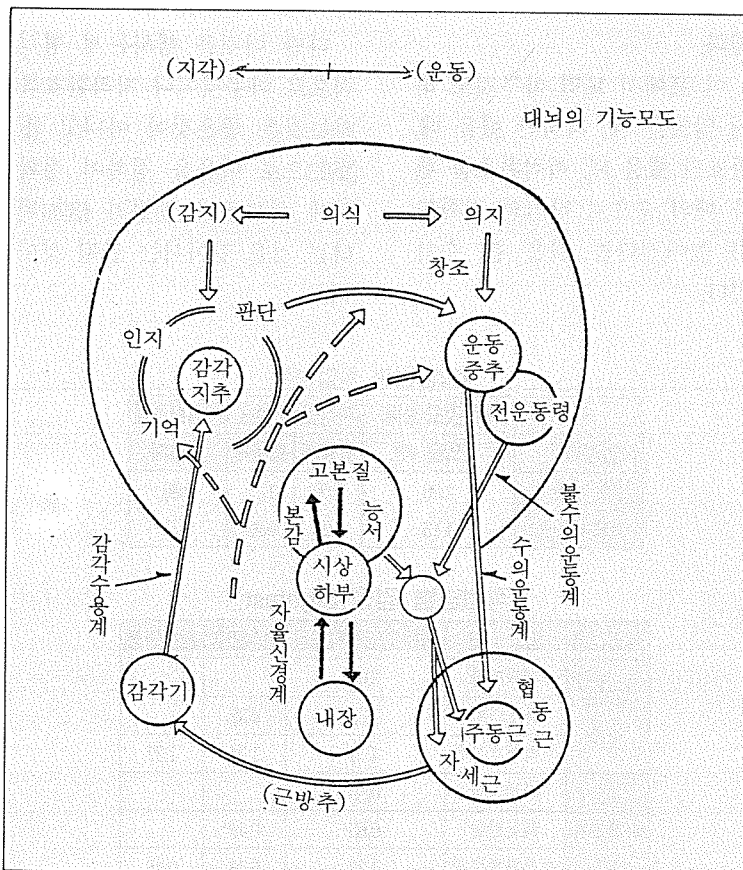 (지각) (운동)
대뇌의 기능모도
(감지) 의식 의지
창조
판단
인지
운동
중추
감각
지추
전운동령
기억
고본질
본감
능서
시상
하부
불수의운동계
수의운동계
감각수용계
자율신경계
감각기
내장
협동근
주동근
자세근
(근방추)